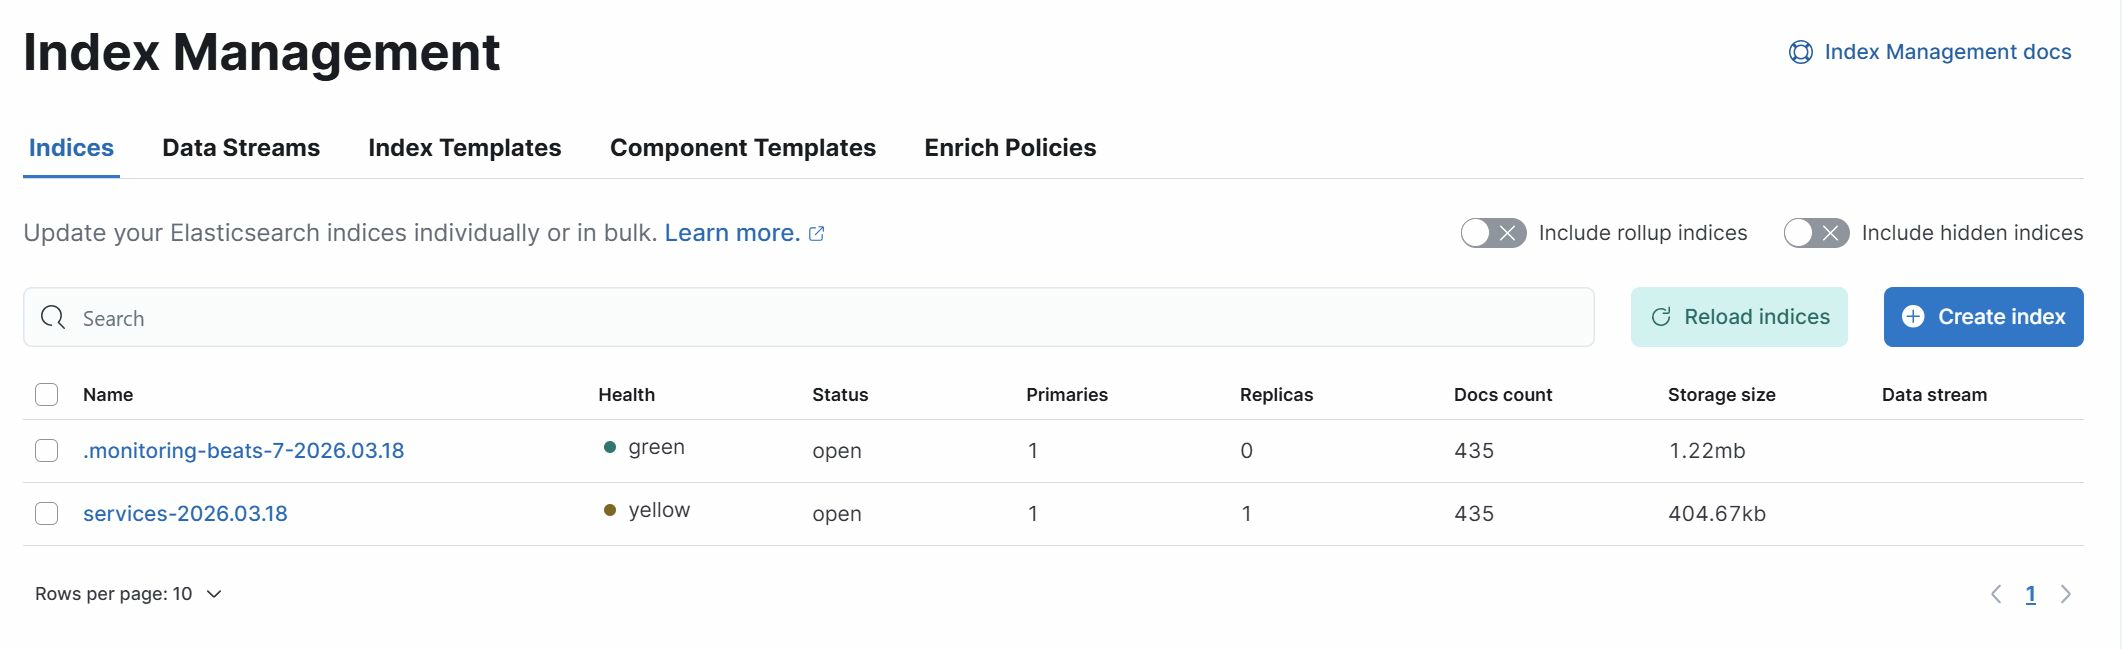 Index Management
Index Management docs
Indices Data Streams Index Templates Component Templates Enrich Policies
Update your Elasticsearch indices individually or in bulk. Learn more.
Include rollup indices Include hidden indices
Search
Reload indices
Create index
Name Health Status Primaries Replicas Docs count Storage size Data stream
.monitoring-beats-7-2026.03.18 green open 1 0 435 1.22mb
services-2026.03.18 yellow open 1 1 435 404.67kb
Rows per page: 10
1